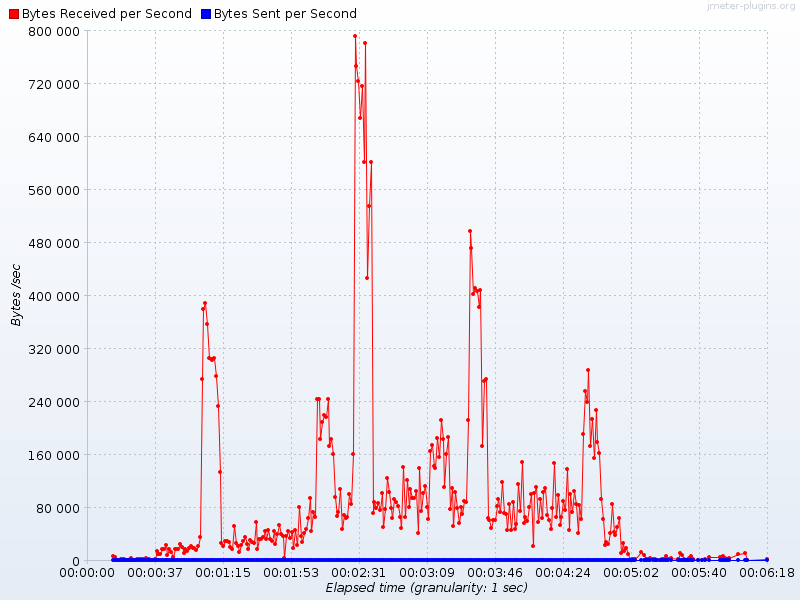 jmeter-plugins.org
Bytes Received per Second Bytes Sent per Second
800 000
720 000
640 000
560 000
480 000
400 000
320 000
240 000
160 000
80 000
0
Bytes /sec
00:00:00 00:00:37 00:01:15 00:01:53 00:02:31 00:03:09 00:03:46 00:04:24 00:05:02 00:05:40 00:06:18
Elapsed time (granularity: 1 sec)